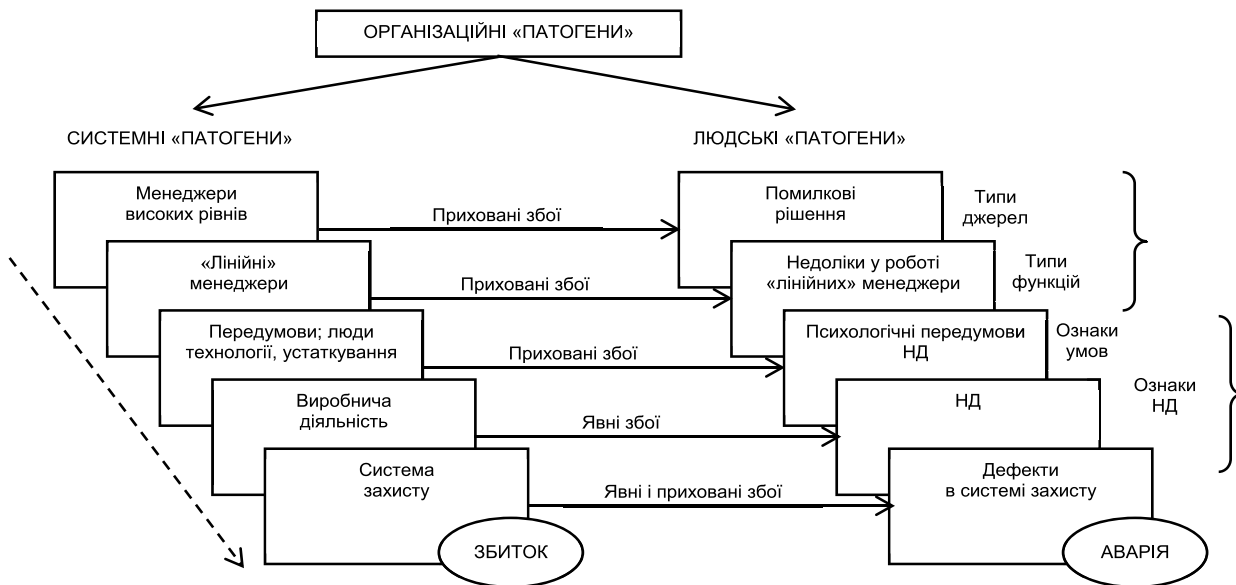 ОРГАНІЗАЦІЙНІ «ПАТОГЕНИ»
СИСТЕМНІ «ПАТОГЕНИ»
ЛЮДСЬКІ «ПАТОГЕНИ»
Менеджери
високих рівнів
Приховані збої
Помилкові
рішення
Типи
джерел
«Лінійні»
менеджери
Приховані збої
Недоліки у роботі
«лінійних» менеджери
Типи
функцій
Передумови; люди
технології, устаткування
Приховані збої
Психологічні передумови
НД
Ознаки
умов
Виробнича
діяльність
Явні збої
НД
Ознаки
НД
Система
захисту
Явні і приховані збої
Дефекти
в системі захисту
ЗБИТОК
АВАРІЯ